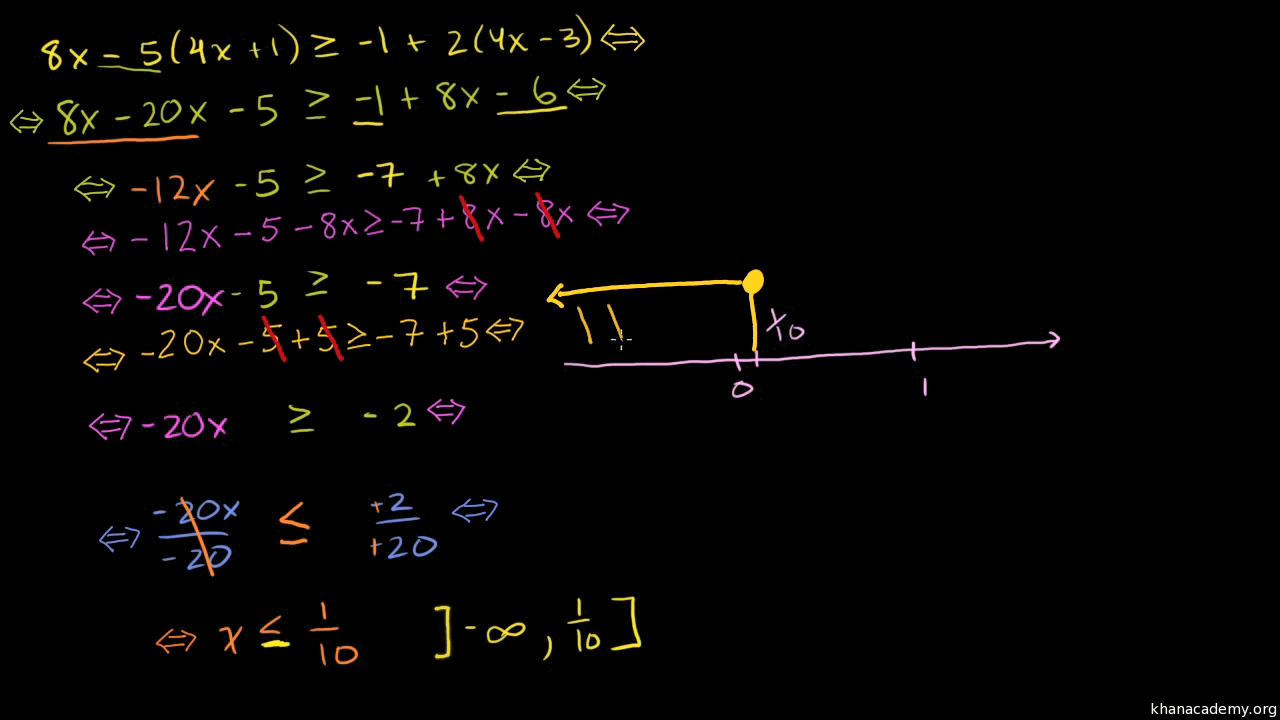 8x - 5(4x + 1) ≥ -1 + 2(4x - 3) ⇔
⇔ 8x - 20x - 5 ≥ -1 + 8x - 6 ⇔
⇔ -12x - 5 ≥ -7 + 8x ⇔
⇔ -12x - 5 - 8x ≥ -7 + 8x - 8x ⇔
⇔ -20x - 5 ≥ -7 ⇔
⇔ -20x - 5 + 5 ≥ -7 + 5 ⇔
⇔ -20x ≥ -2 ⇔
⇔ -20x/-20 ≤ +2/+20 ⇔
⇔ x ≤ 1/10 ]-∞, 1/10]
1/10
0 1
khanacademy.org